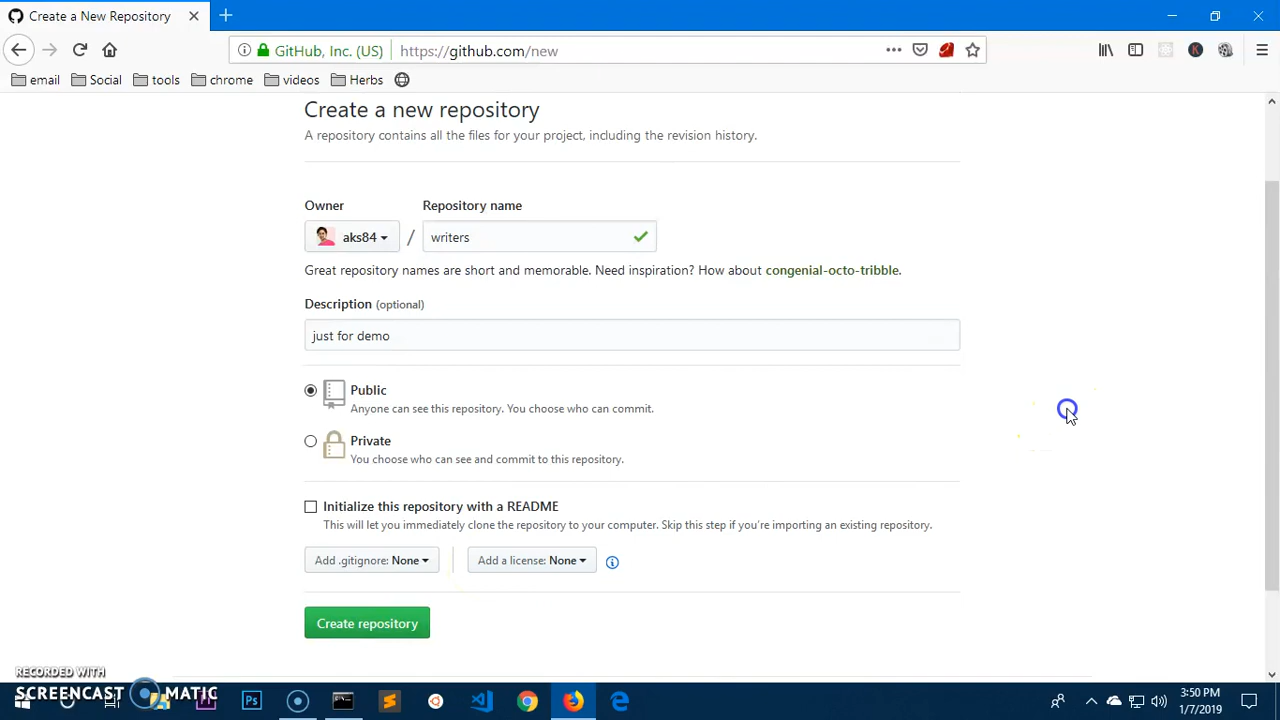 Create a New Repository
GitHub, Inc. (US) https://github.com/new
email Social tools chrome videos Herbs
Create a new repository
A repository contains all the files for your project, including the revision history.
Owner Repository name
aks84 / writers
Great repository names are short and memorable. Need inspiration? How about congenial-octo-tribble.
Description (optional)
just for demo
Public
Anyone can see this repository. You choose who can commit.
Private
You choose who can see and commit to this repository.
Initialize this repository with a README
This will let you immediately clone the repository to your computer. Skip this step if you're importing an existing repository.
Add .gitignore: None Add a license: None
Create repository
RECORDED WITH
SCREENCAST MATIC
Ps
3:50 PM
1/7/2019